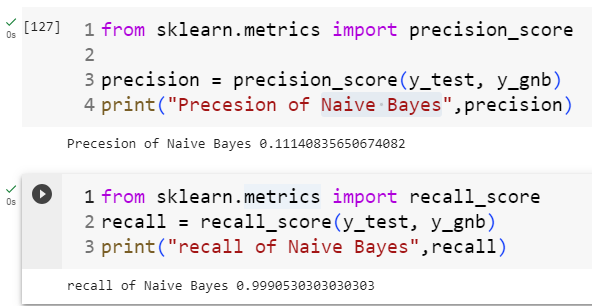 0s [127] 1 from sklearn.metrics import precision_score
2
3 precision = precision_score(y_test, y_gnb)
4 print("Precesion of Naive Bayes",precision)
Precesion of Naive Bayes 0.11140835650674082
0s 1 from sklearn.metrics import recall_score
2 recall = recall_score(y_test, y_gnb)
3 print("recall of Naive Bayes",recall)
recall of Naive Bayes 0.9990530303030303